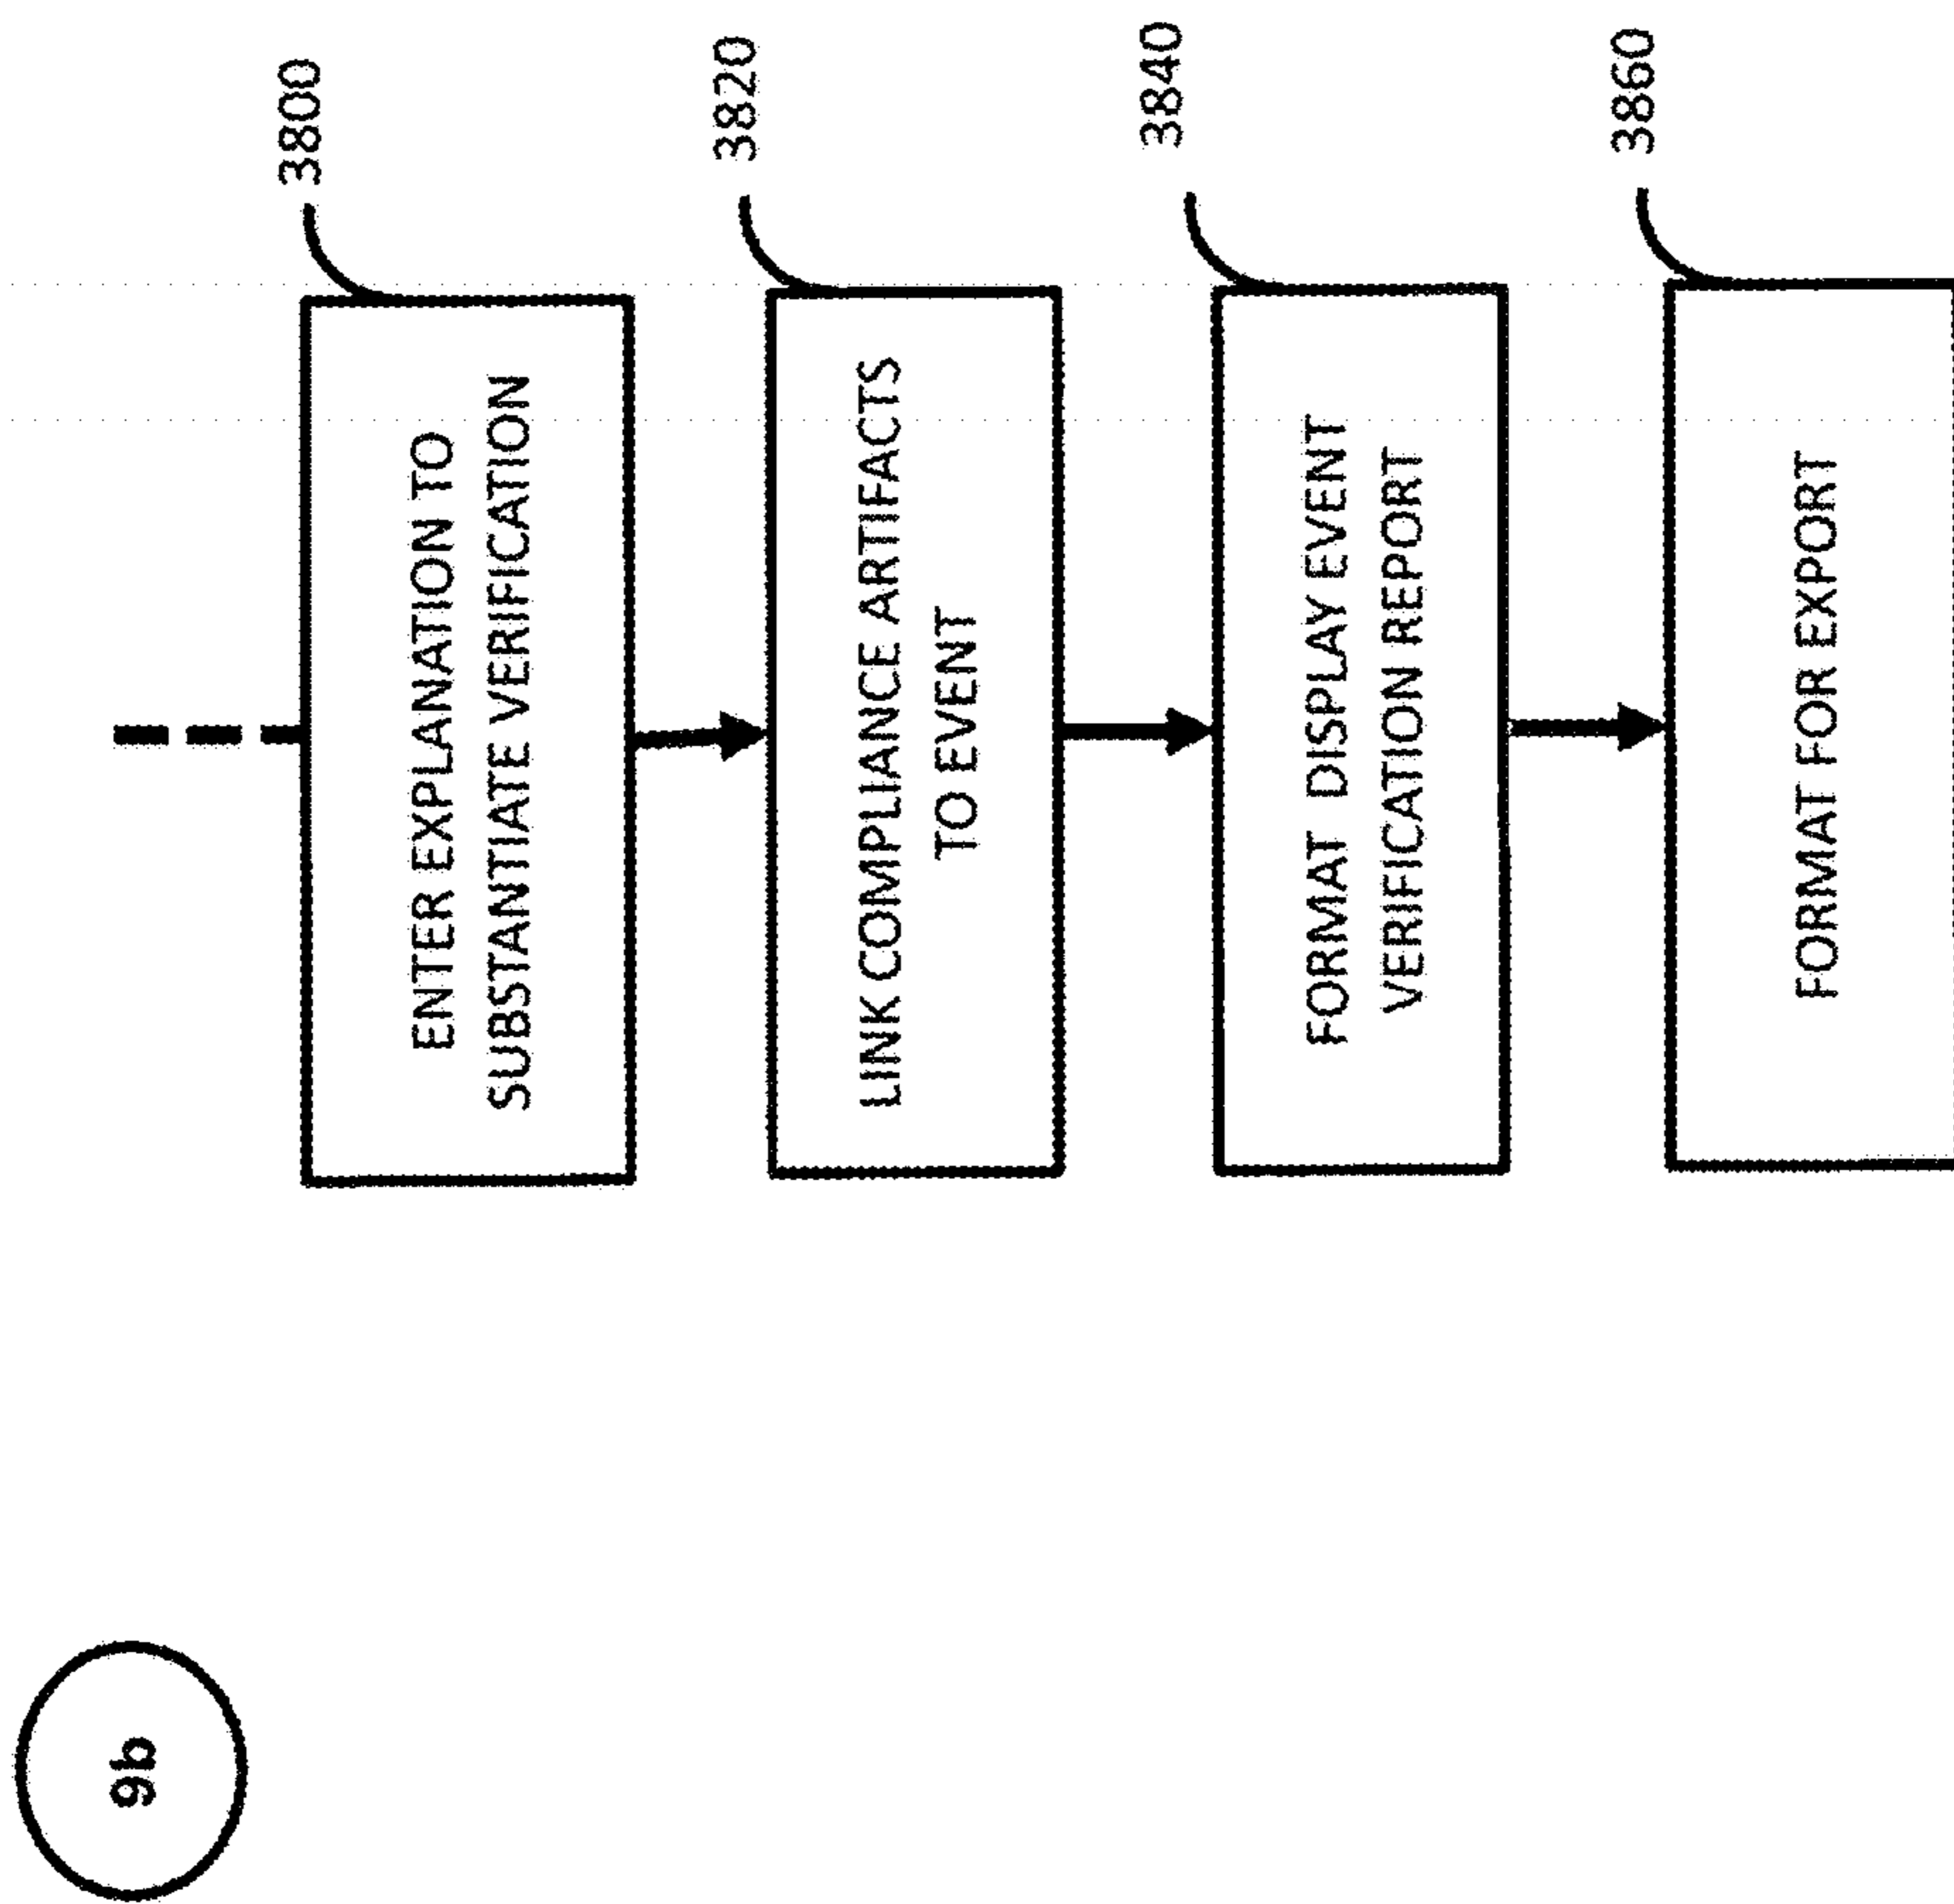 9b
3800
ENTER EXPLANATION TO
SUBSTANTIATE VERIFICATION
3820
LINK COMPLIANCE ARTIFACTS
TO EVENT
3840
FORMAT DISPLAY EVENT
VERIFICATION REPORT
3860
FORMAT FOR EXPORT